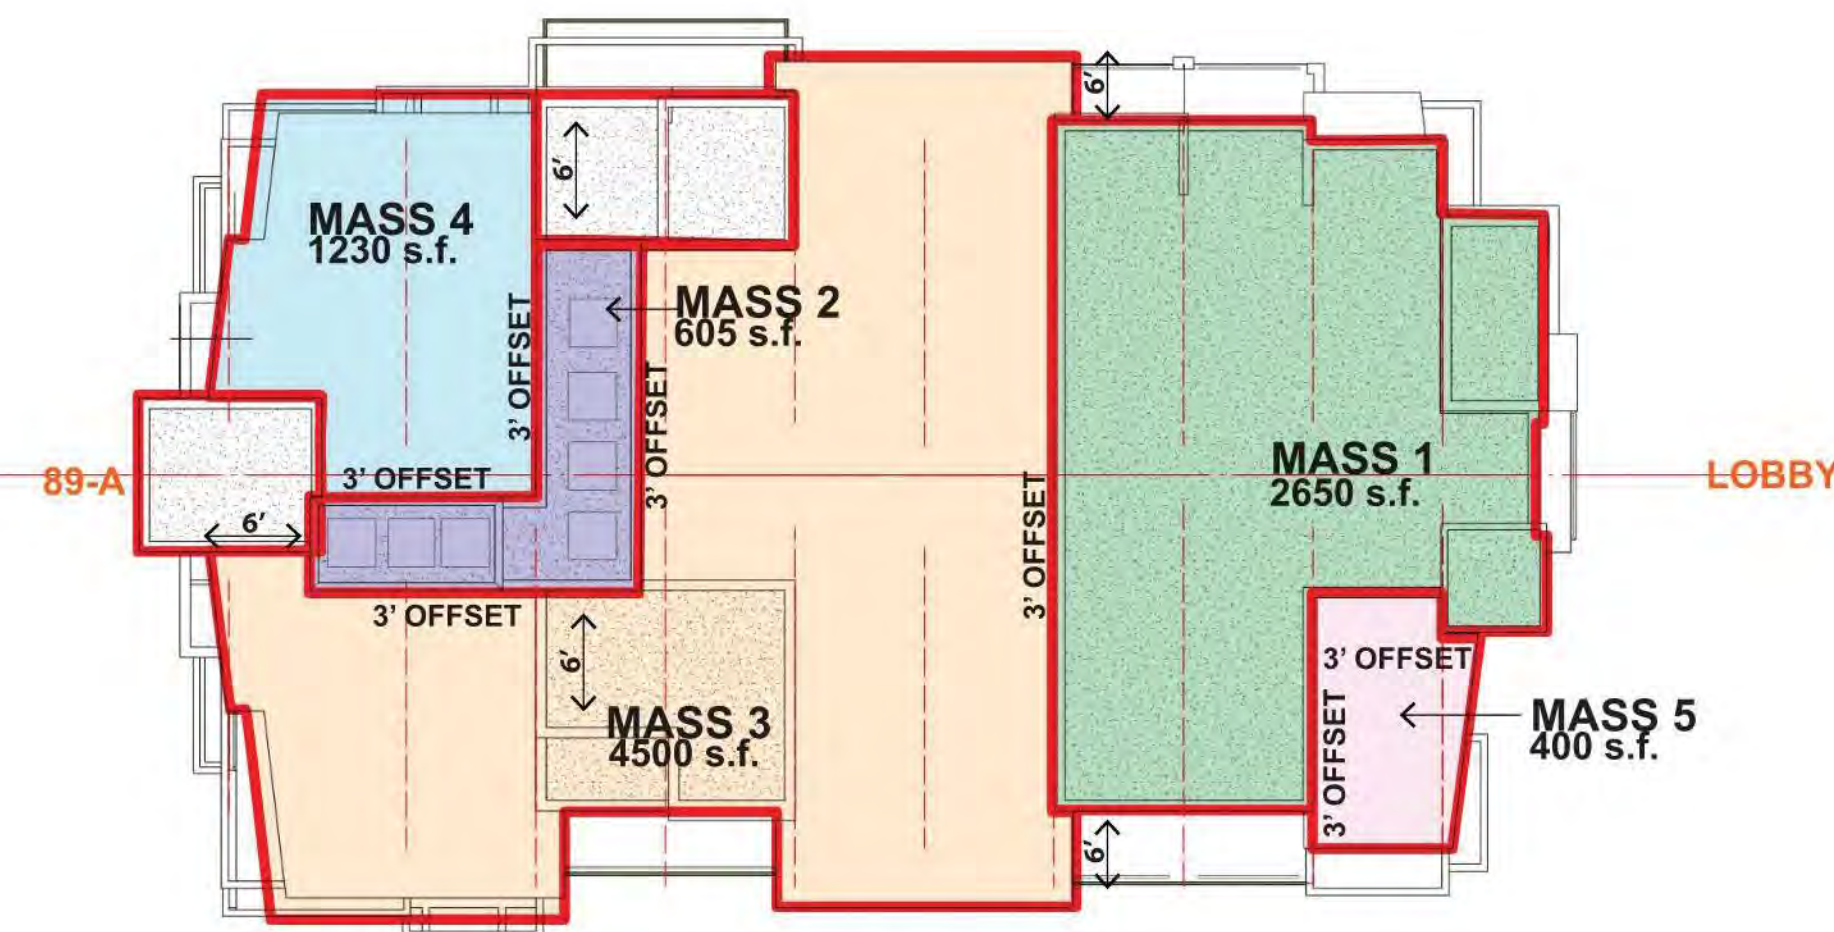 6'
6'
MASS 4
1230 s.f.
MASS 2
605 s.f.
3' OFFSET
3' OFFSET
89-A
3' OFFSET
MASS 1
2650 s.f.
LOBBY
6'
3' OFFSET
3' OFFSET
6'
3' OFFSET
MASS 3
4500 s.f.
3' OFFSET
MASS 5
400 s.f.
6'